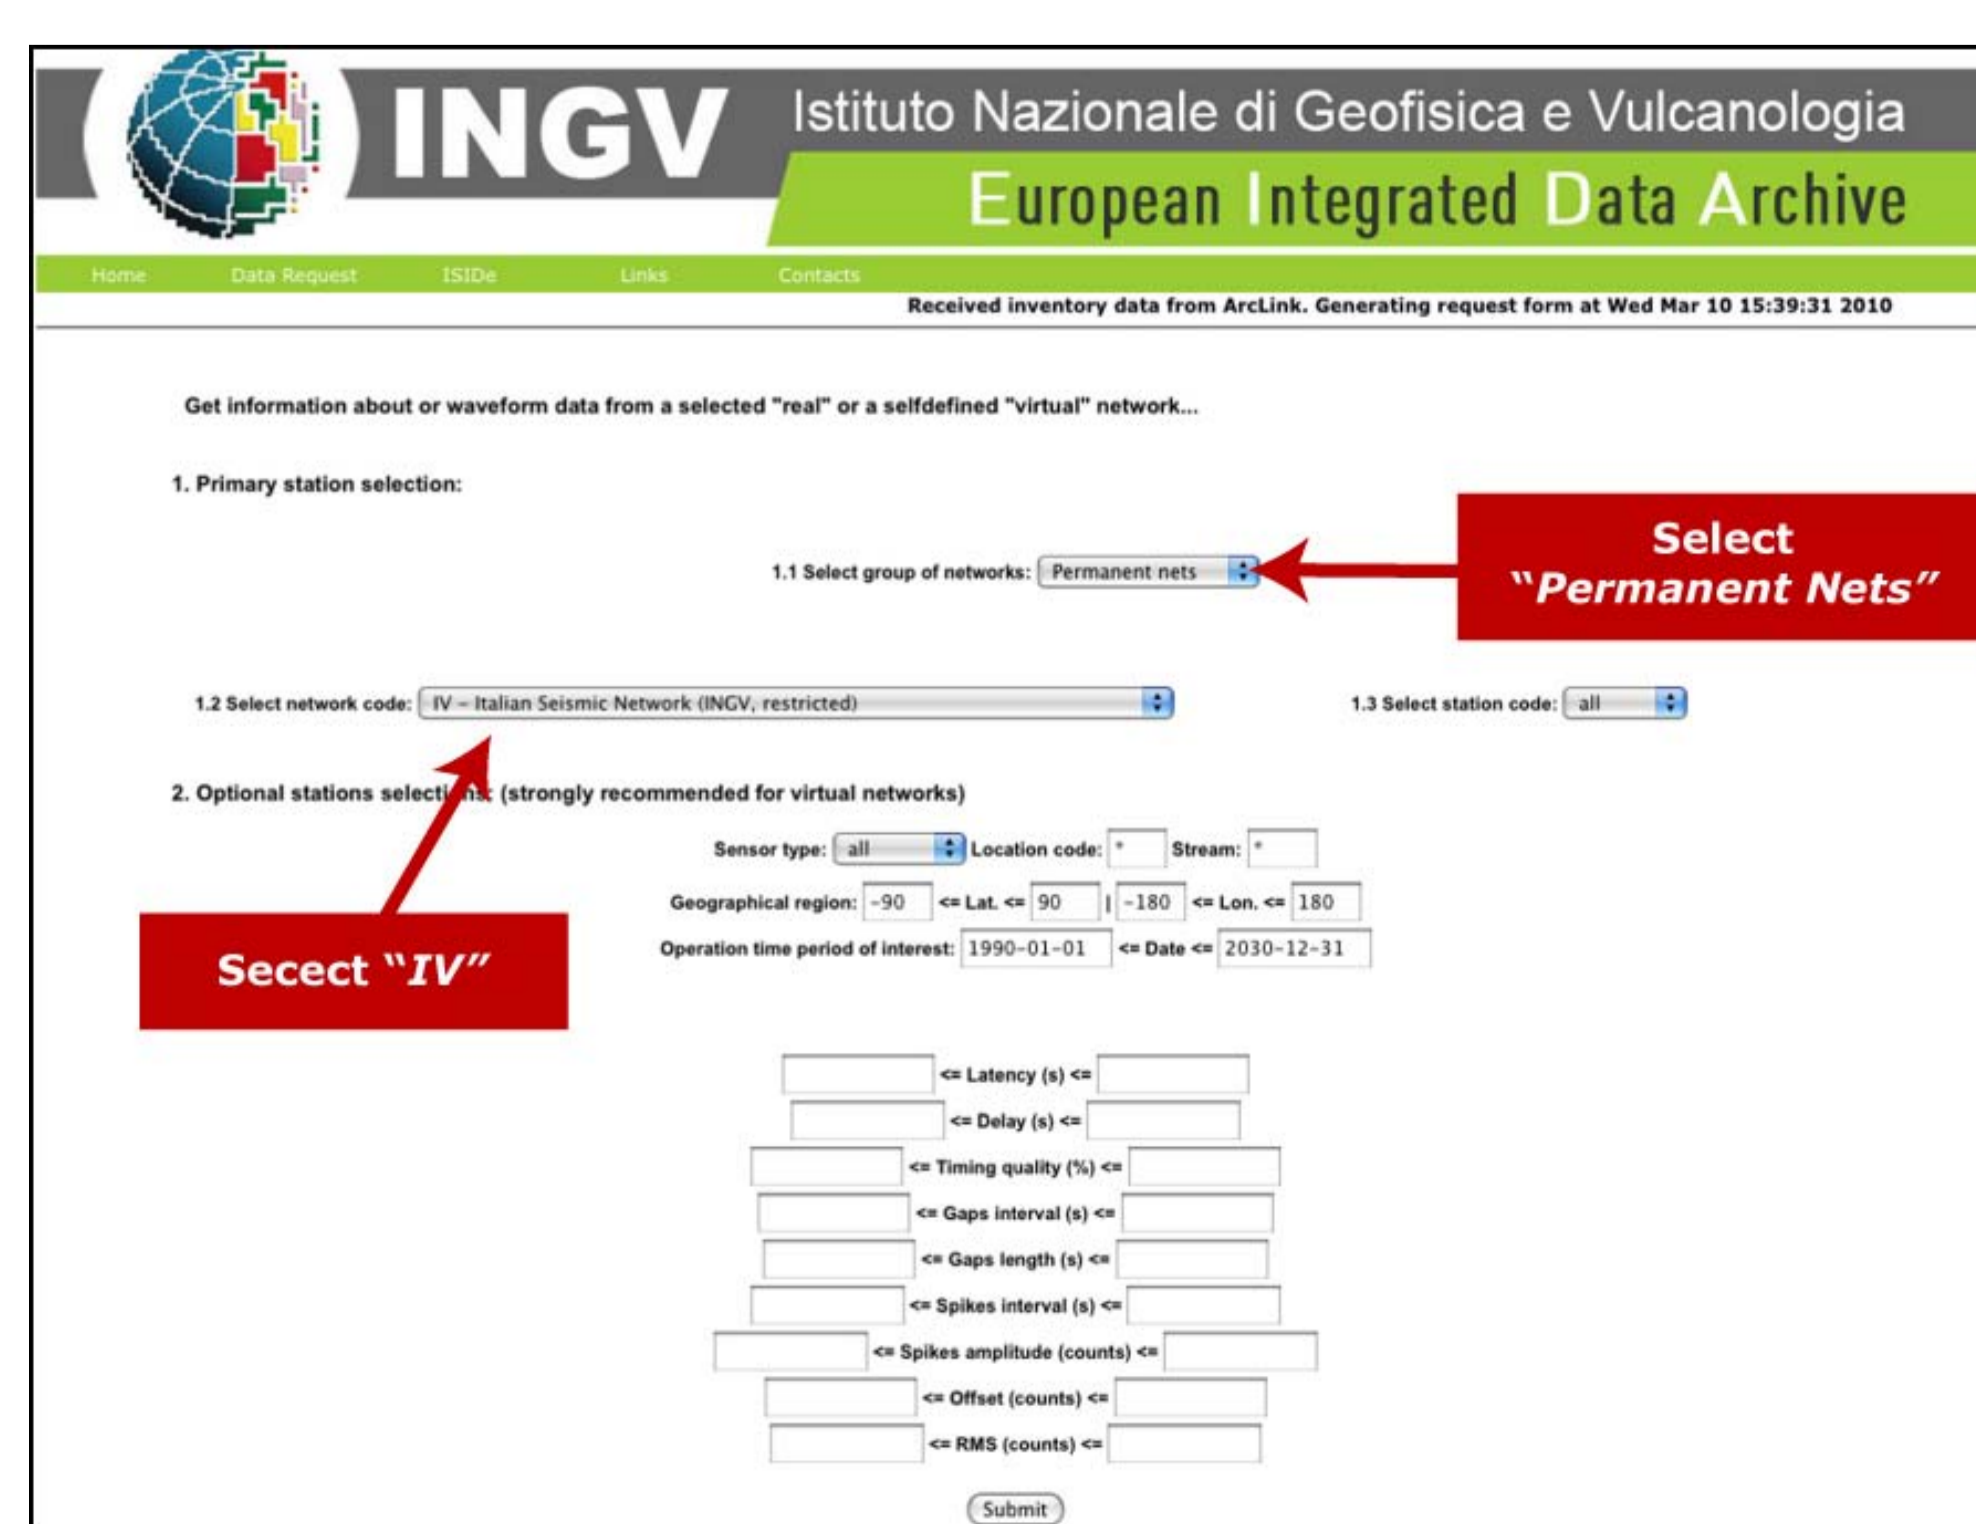 INGV Istituto Nazionale di Geofisica e Vulcanologia
European Integrated Data Archive
Home Data Request ISIDe Links Contacts
Received inventory data from ArcLink. Generating request form at Wed Mar 10 15:39:31 2010
Get information about or waveform data from a selected "real" or a selfdefined "virtual" network...
1. Primary station selection:
1.1 Select group of networks: Permanent nets
Select
“Permanent Nets”
1.2 Select network code: IV – Italian Seismic Network (INGV, restricted) 1.3 Select station code: all
2. Optional stations selections: (strongly recommended for virtual networks)
Sensor type: all Location code: * Stream: *
Geographical region: -90 <= Lat. <= 90 | -180 <= Lon. <= 180
Operation time period of interest: 1990-01-01 <= Date <= 2030-12-31
Secect “IV”
<= Latency (s) <=
<= Delay (s) <=
<= Timing quality (%) <=
<= Gaps interval (s) <=
<= Gaps length (s) <=
<= Spikes interval (s) <=
<= Spikes amplitude (counts) <=
<= Offset (counts) <=
<= RMS (counts) <=
Submit